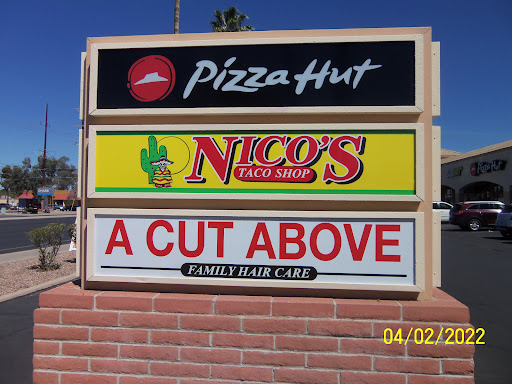 Pizza Hut
NICO'S
TACO SHOP
A CUT ABOVE
FAMILY HAIR CARE
04/02/2022